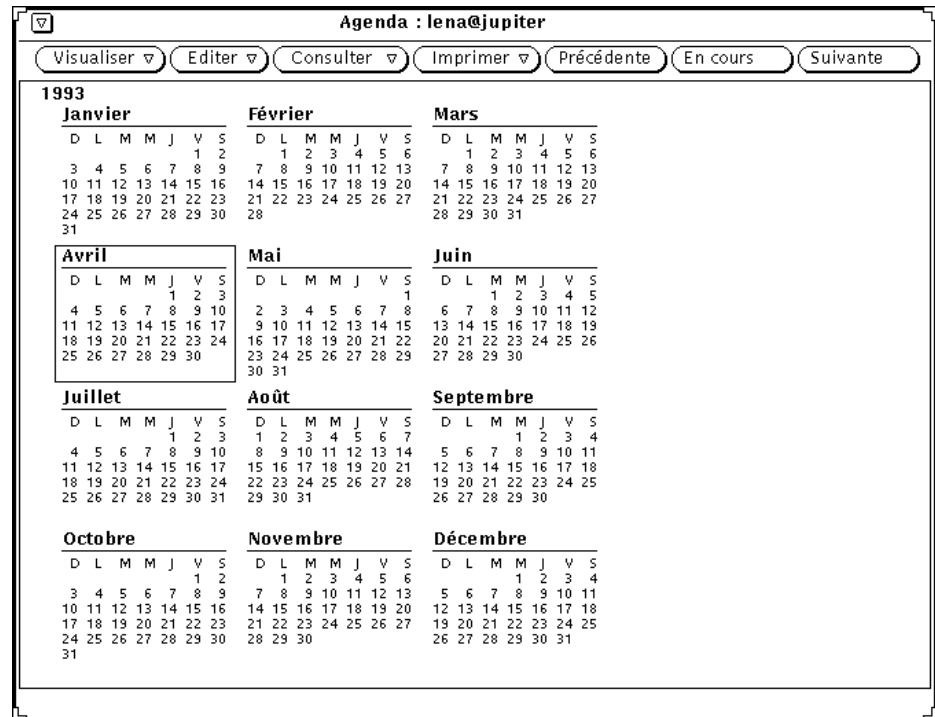 Agenda : lena@jupiter
Visualiser Editer Consulter Imprimer Précédente En cours Suivante
1993
Janvier
D L M M J V S
1 2
3 4 5 6 7 8 9
10 11 12 13 14 15 16
17 18 19 20 21 22 23
24 25 26 27 28 29 30
31
Février
D L M M J V S
1 2 3 4 5 6
7 8 9 10 11 12 13
14 15 16 17 18 19 20
21 22 23 24 25 26 27
28
Mars
D L M M J V S
1 2 3 4 5 6
7 8 9 10 11 12 13
14 15 16 17 18 19 20
21 22 23 24 25 26 27
28 29 30 31
Avril
D L M M J V S
1 2 3
4 5 6 7 8 9 10
11 12 13 14 15 16 17
18 19 20 21 22 23 24
25 26 27 28 29 30
Mai
D L M M J V S
1
2 3 4 5 6 7 8
9 10 11 12 13 14 15
16 17 18 19 20 21 22
23 24 25 26 27 28 29
30 31
Juin
D L M M J V S
1 2 3 4 5
6 7 8 9 10 11 12
13 14 15 16 17 18 19
20 21 22 23 24 25 26
27 28 29 30
Juillet
D L M M J V S
1 2 3
4 5 6 7 8 9 10
11 12 13 14 15 16 17
18 19 20 21 22 23 24
25 26 27 28 29 30 31
Août
D L M M J V S
1 2 3 4 5 6 7
8 9 10 11 12 13 14
15 16 17 18 19 20 21
22 23 24 25 26 27 28
29 30 31
Septembre
D L M M J V S
1 2 3 4
5 6 7 8 9 10 11
12 13 14 15 16 17 18
19 20 21 22 23 24 25
26 27 28 29 30
Octobre
D L M M J V S
1 2
3 4 5 6 7 8 9
10 11 12 13 14 15 16
17 18 19 20 21 22 23
24 25 26 27 28 29 30
31
Novembre
D L M M J V S
1 2 3 4 5 6
7 8 9 10 11 12 13
14 15 16 17 18 19 20
21 22 23 24 25 26 27
28 29 30
Décembre
D L M M J V S
1 2 3 4
5 6 7 8 9 10 11
12 13 14 15 16 17 18
19 20 21 22 23 24 25
26 27 28 29 30 31